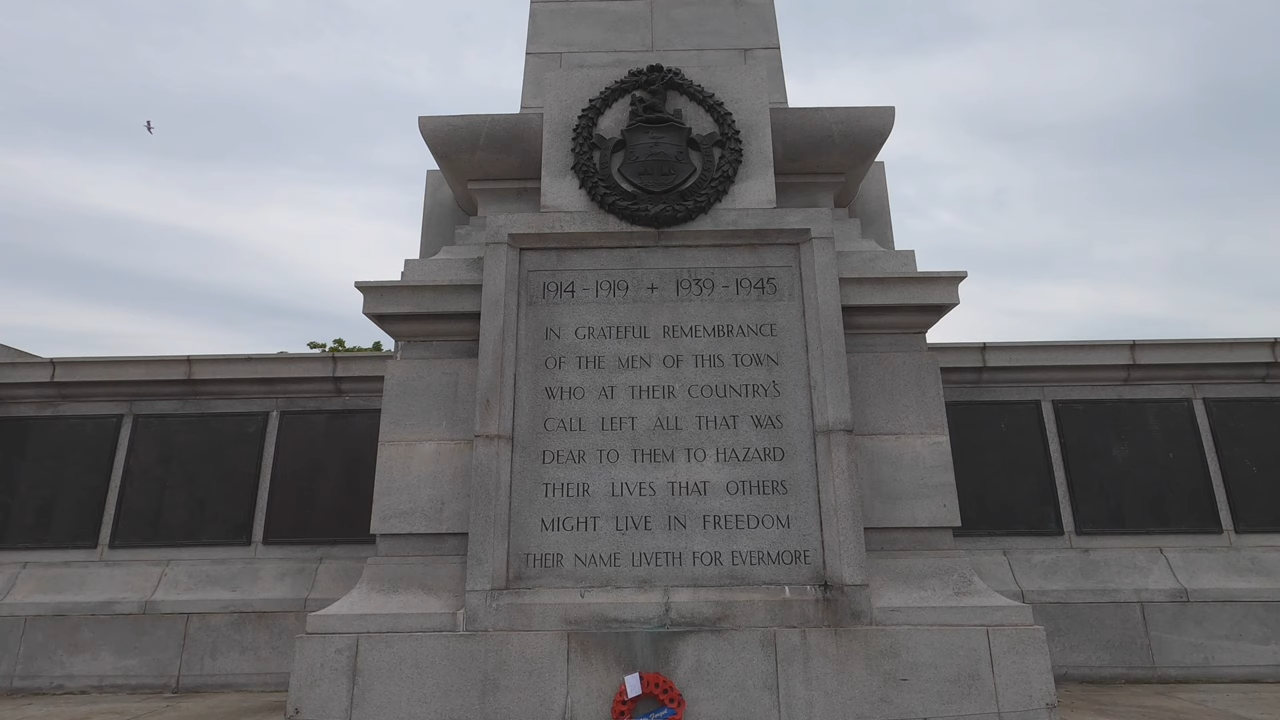 1914 - 1919 + 1939 - 1945
IN GRATEFUL REMEMBRANCE
OF THE MEN OF THIS TOWN
WHO AT THEIR COUNTRY'S
CALL LEFT ALL THAT WAS
DEAR TO THEM TO HAZARD
THEIR LIVES THAT OTHERS
MIGHT LIVE IN FREEDOM
THEIR NAME LIVETH FOR EVERMORE